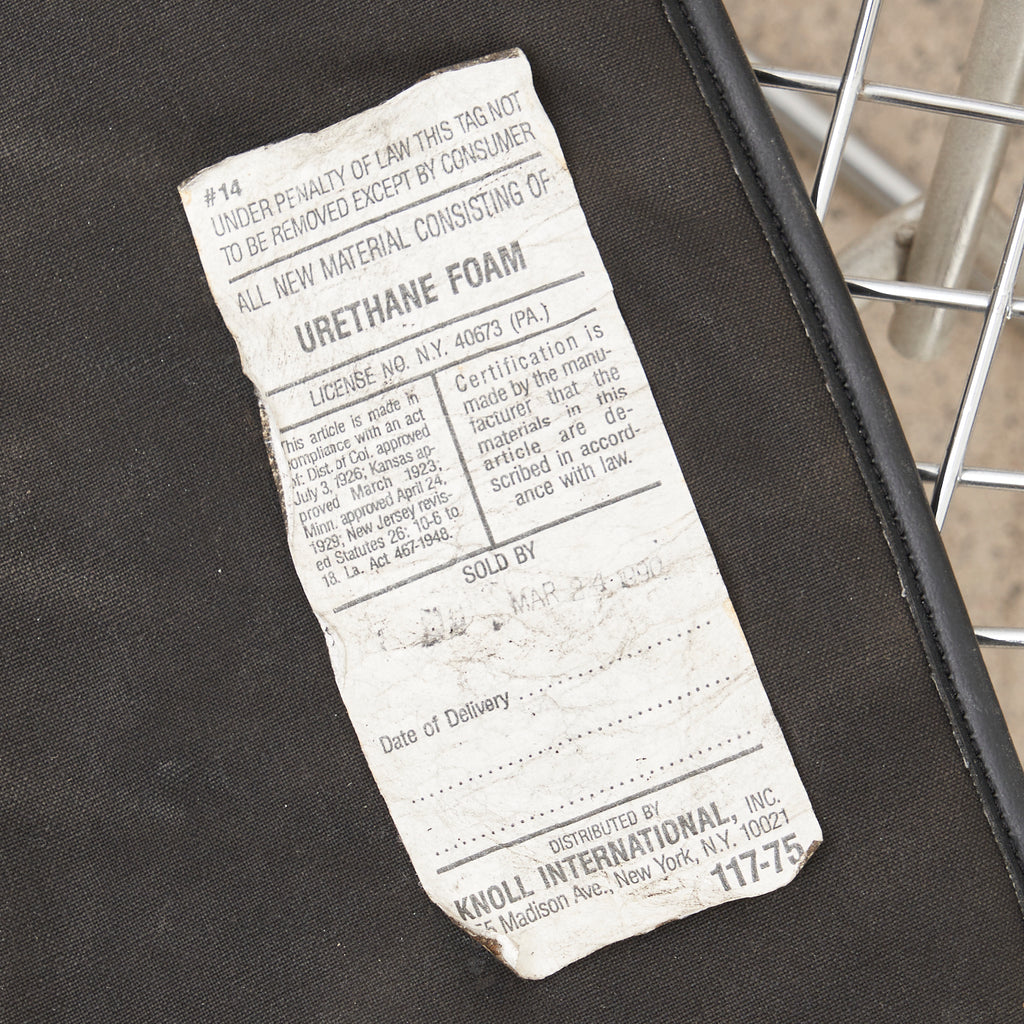 #14
UNDER PENALTY OF LAW THIS TAG NOT
TO BE REMOVED EXCEPT BY CONSUMER
ALL NEW MATERIAL CONSISTING OF
URETHANE FOAM
LICENSE NO. N.Y. 40673 (PA.)
This article is made in
compliance with an act
of: Dist. of Col. approved
July 3, 1926; Kansas ap-
proved March 1923;
Minn. approved April 24,
1929; New Jersey revis-
ed Statutes 26: 10-6 to
18. La. Act 467-1948.
Certification is
made by the manu-
facturer that the
materials in this
article are de-
scribed in accord-
ance with law.
SOLD BY
MAR 24
Date of Delivery
DISTRIBUTED BY
KNOLL INTERNATIONAL, INC.
Madison Ave., New York, N.Y. 10021
117-75